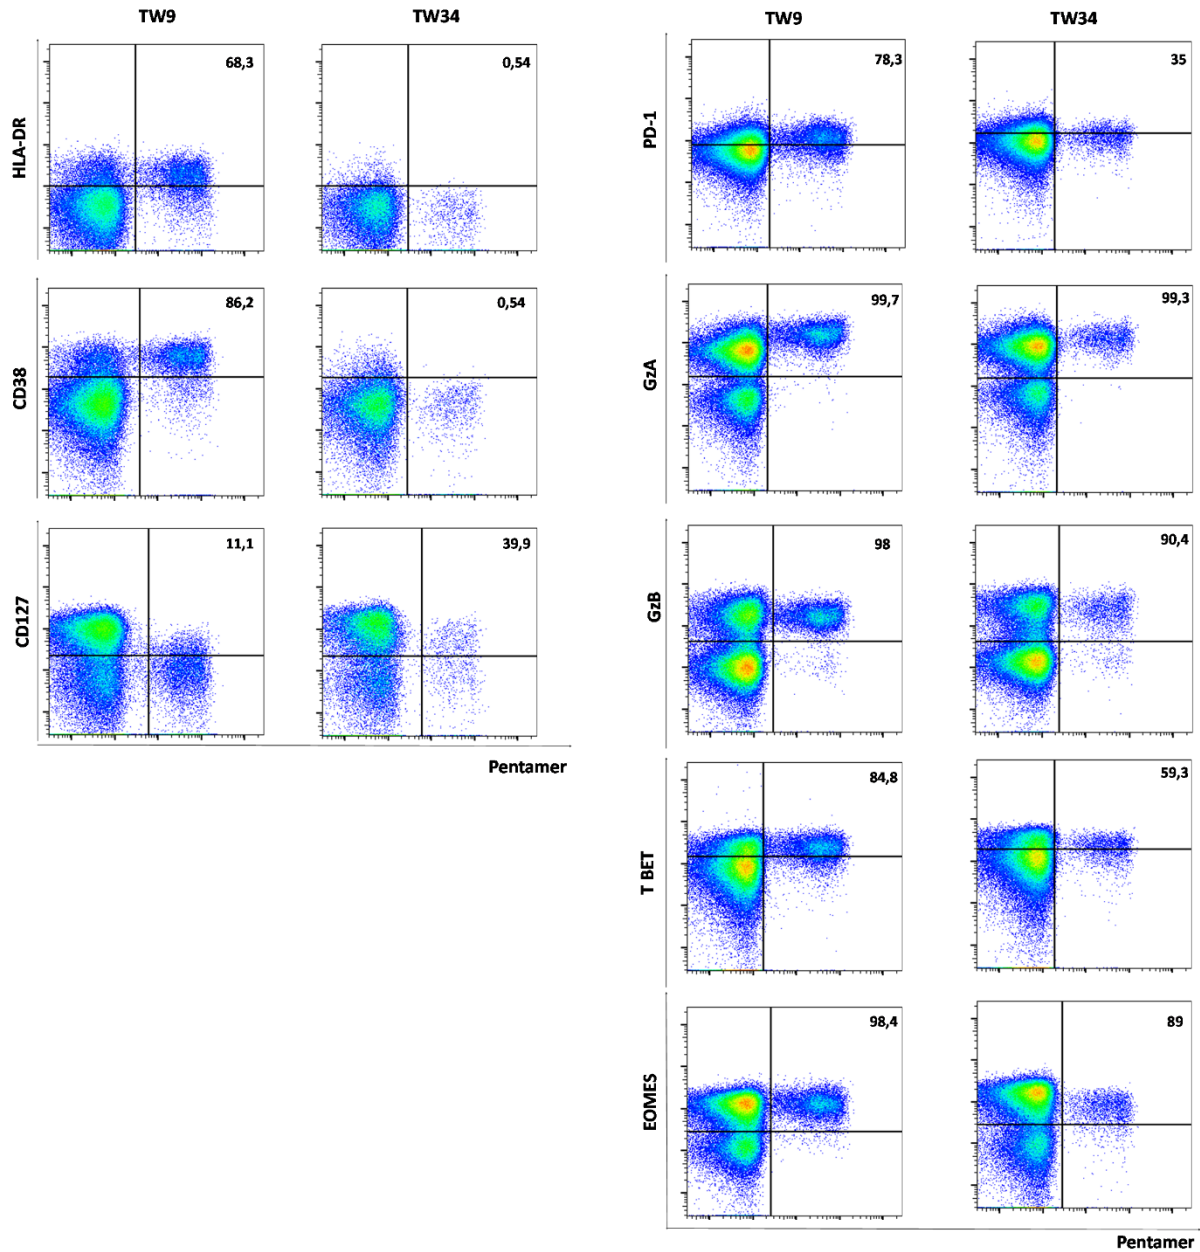 TW9 TW34
HLA-DR
68,3
0,54
CD38
86,2
0,54
CD127
11,1
39,9
Pentamer
TW9 TW34
PD-1
78,3
35
GzA
99,7
99,3
GzB
98
90,4
T BET
84,8
59,3
EOMES
98,4
89
Pentamer